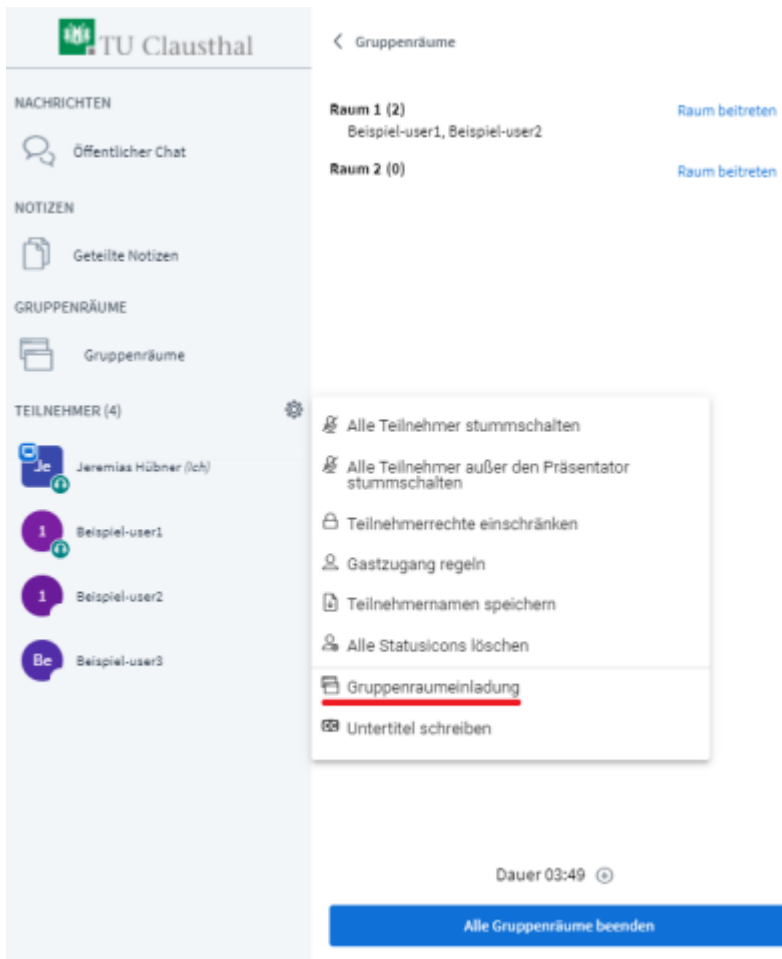 TU Clausthal
NACHRICHTEN
Öffentlicher Chat
NOTIZEN
Geteilte Notizen
GRUPPENRÄUME
Gruppenräume
TEILNEHMER (4)
Je
Jeremias Hübner (Ich)
1
Beispiel-user1
1
Beispiel-user2
Be
Beispiel-user3
Gruppenräume
Raum 1 (2)
Raum beitreten
Beispiel-user1, Beispiel-user2
Raum 2 (0)
Raum beitreten
Alle Teilnehmer stummschalten
Alle Teilnehmer außer den Präsentator
stummschalten
Teilnehmerrechte einschränken
Gastzugang regeln
Teilnehmernamen speichern
Alle Statusicons löschen
Gruppenraumeinladung
Untertitel schreiben
Dauer 03:49
Alle Gruppenräume beenden